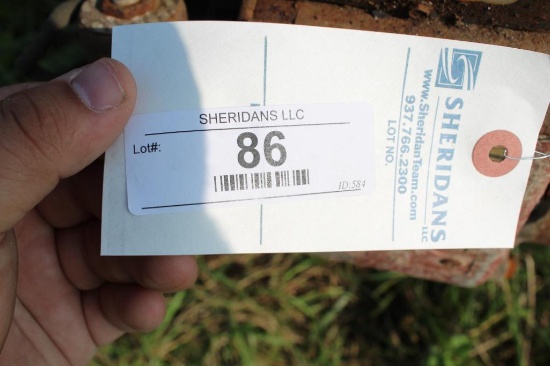 SHERIDANS LLC
Lot#:
86
ID:584
SHERIDANS LLC
www.SheridanTeam.com
937.766.2300
LOT NO.